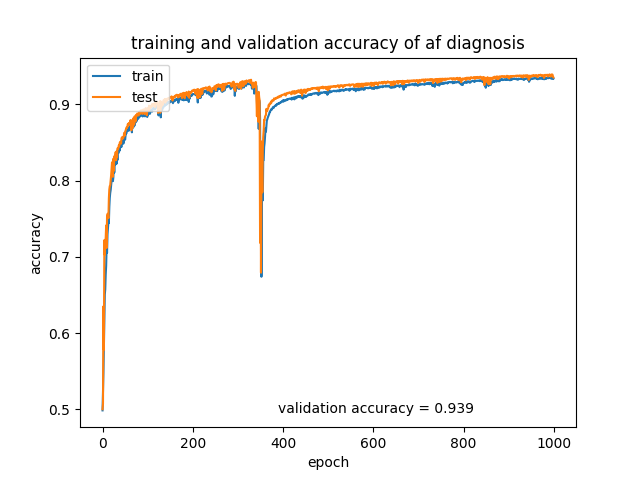 training and validation accuracy of af diagnosis
train
test
0.9
0.8
0.7
0.6
0.5
accuracy
validation accuracy = 0.939
0 200 400 600 800 1000
epoch